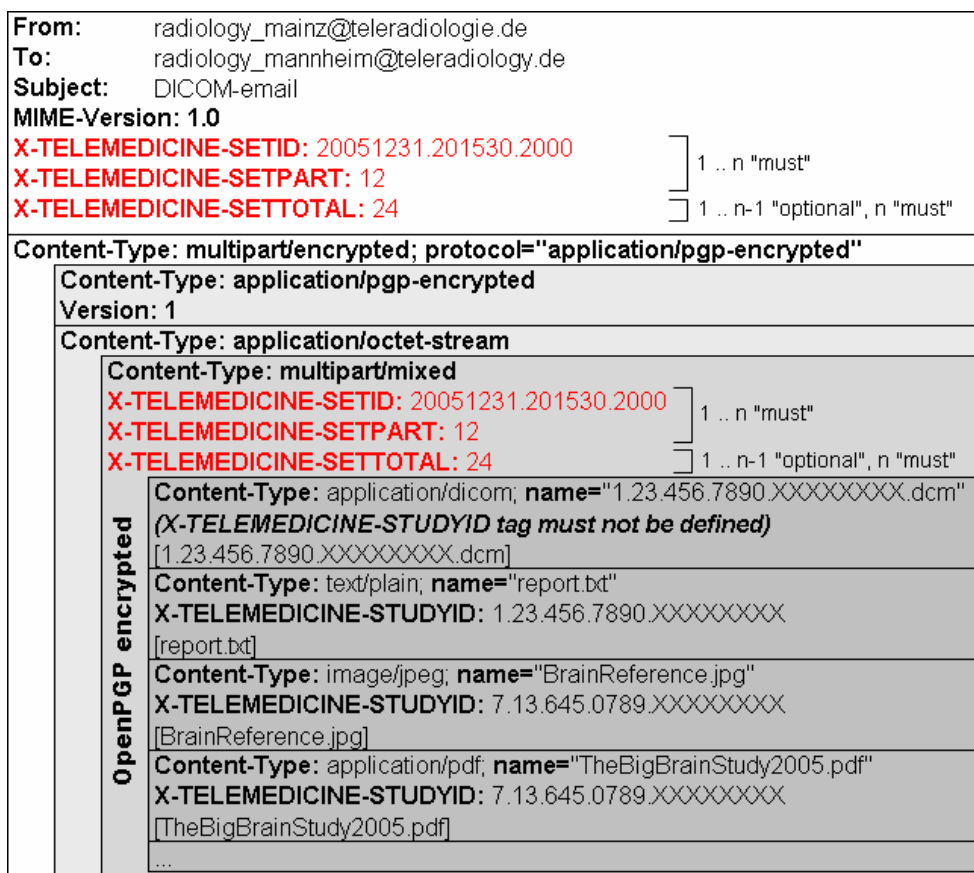 From: radiology_mainz@teleradiologie.de
To: radiology_mannheim@teleradiology.de
Subject: DICOM-email
MIME-Version: 1.0
X-TELEMEDICINE-SETID: 20051231.201530.2000
X-TELEMEDICINE-SETPART: 12
1 .. n "must"
X-TELEMEDICINE-SETTOTAL: 24
1 .. n-1 "optional", n "must"
Content-Type: multipart/encrypted; protocol="application/pgp-encrypted"
Content-Type: application/pgp-encrypted
Version: 1
Content-Type: application/octet-stream
Content-Type: multipart/mixed
X-TELEMEDICINE-SETID: 20051231.201530.2000
X-TELEMEDICINE-SETPART: 12
1 .. n "must"
X-TELEMEDICINE-SETTOTAL: 24
1 .. n-1 "optional", n "must"
OpenPGP encrypted
Content-Type: application/dicom; name="1.23.456.7890.XXXXXXXX.dcm"
(X-TELEMEDICINE-STUDYID tag must not be defined)
[1.23.456.7890.XXXXXXXX.dcm]
Content-Type: text/plain; name="report.txt"
X-TELEMEDICINE-STUDYID: 1.23.456.7890.XXXXXXXX
[report.txt]
Content-Type: image/jpeg; name="BrainReference.jpg"
X-TELEMEDICINE-STUDYID: 7.13.645.0789.XXXXXXXX
[BrainReference.jpg]
Content-Type: application/pdf; name="TheBigBrainStudy2005.pdf"
X-TELEMEDICINE-STUDYID: 7.13.645.0789.XXXXXXXX
[TheBigBrainStudy2005.pdf]
...